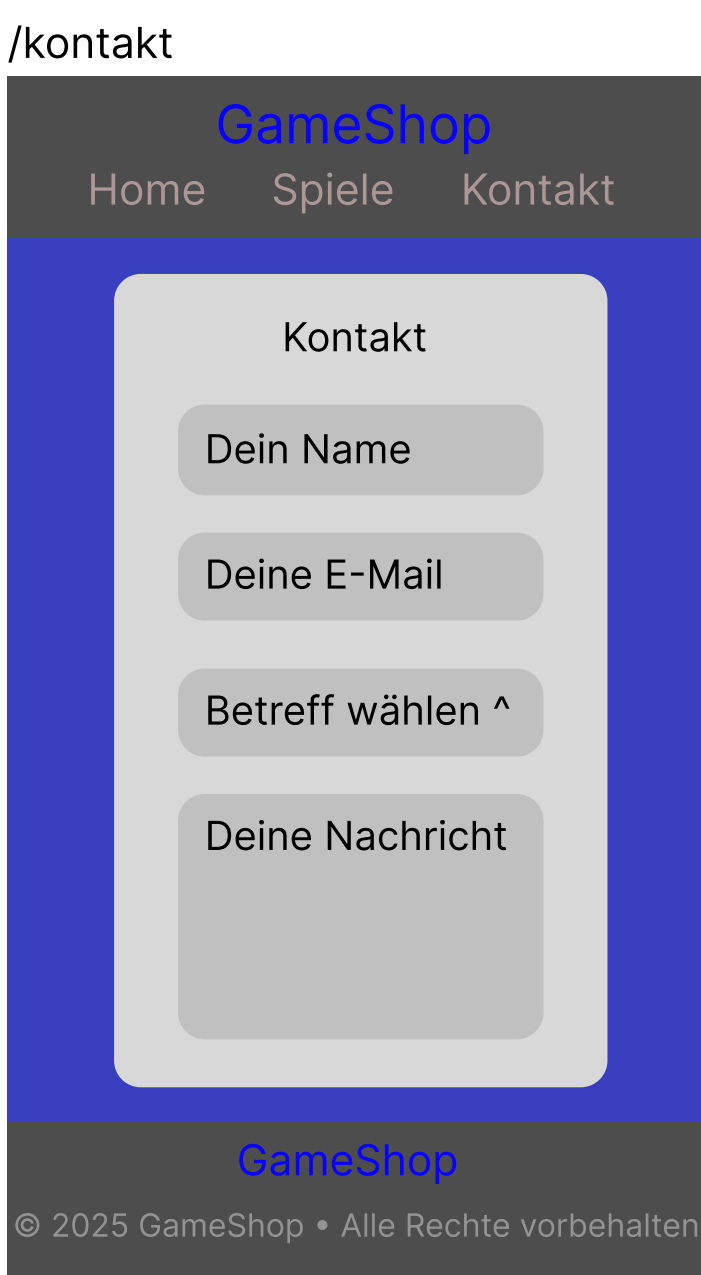 /kontakt
GameShop
Home Spiele Kontakt
Kontakt
Dein Name
Deine E-Mail
Betreff wählen ^
Deine Nachricht
GameShop
© 2025 GameShop • Alle Rechte vorbehalten